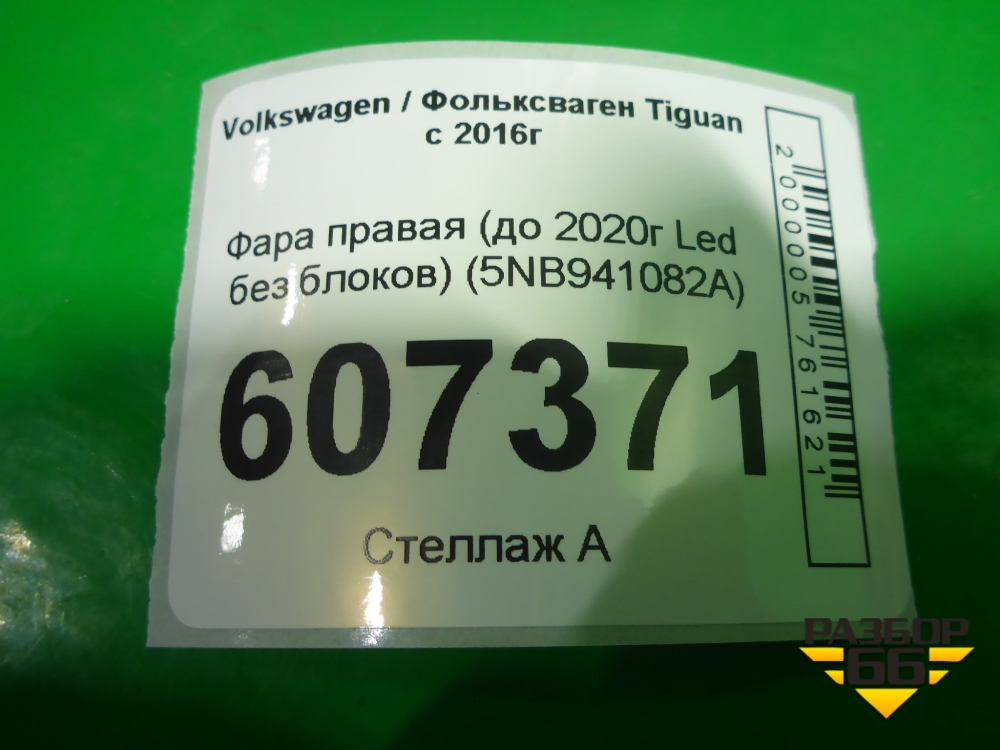 Volkswagen / Фольксваген Tiguan
с 2016г
Фара правая (до 2020г Led
без блоков) (5NB941082A)
607371
Стеллаж А
2000005761621
РАЗБОР
66